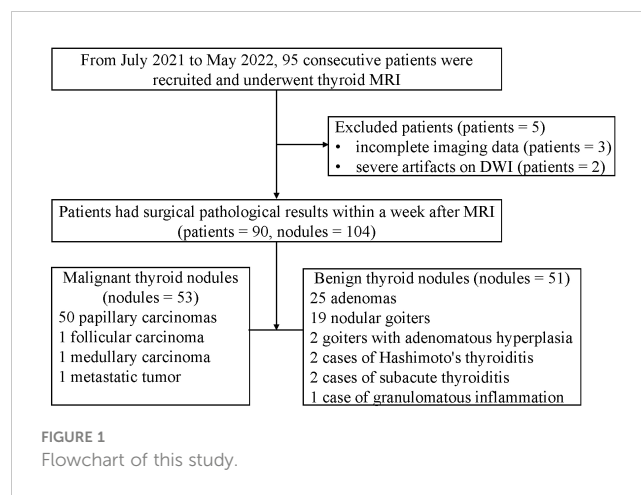 From July 2021 to May 2022, 95 consecutive patients were
recruited and underwent thyroid MRI
Excluded patients (patients = 5)
• incomplete imaging data (patients = 3)
• severe artifacts on DWI (patients = 2)
Patients had surgical pathological results within a week after MRI
(patients = 90, nodules = 104)
Malignant thyroid nodules
(nodules = 53)
50 papillary carcinomas
1 follicular carcinoma
1 medullary carcinoma
1 metastatic tumor
Benign thyroid nodules (nodules = 51)
25 adenomas
19 nodular goiters
2 goiters with adenomatous hyperplasia
2 cases of Hashimoto's thyroiditis
2 cases of subacute thyroiditis
1 case of granulomatous inflammation
FIGURE 1
Flowchart of this study.